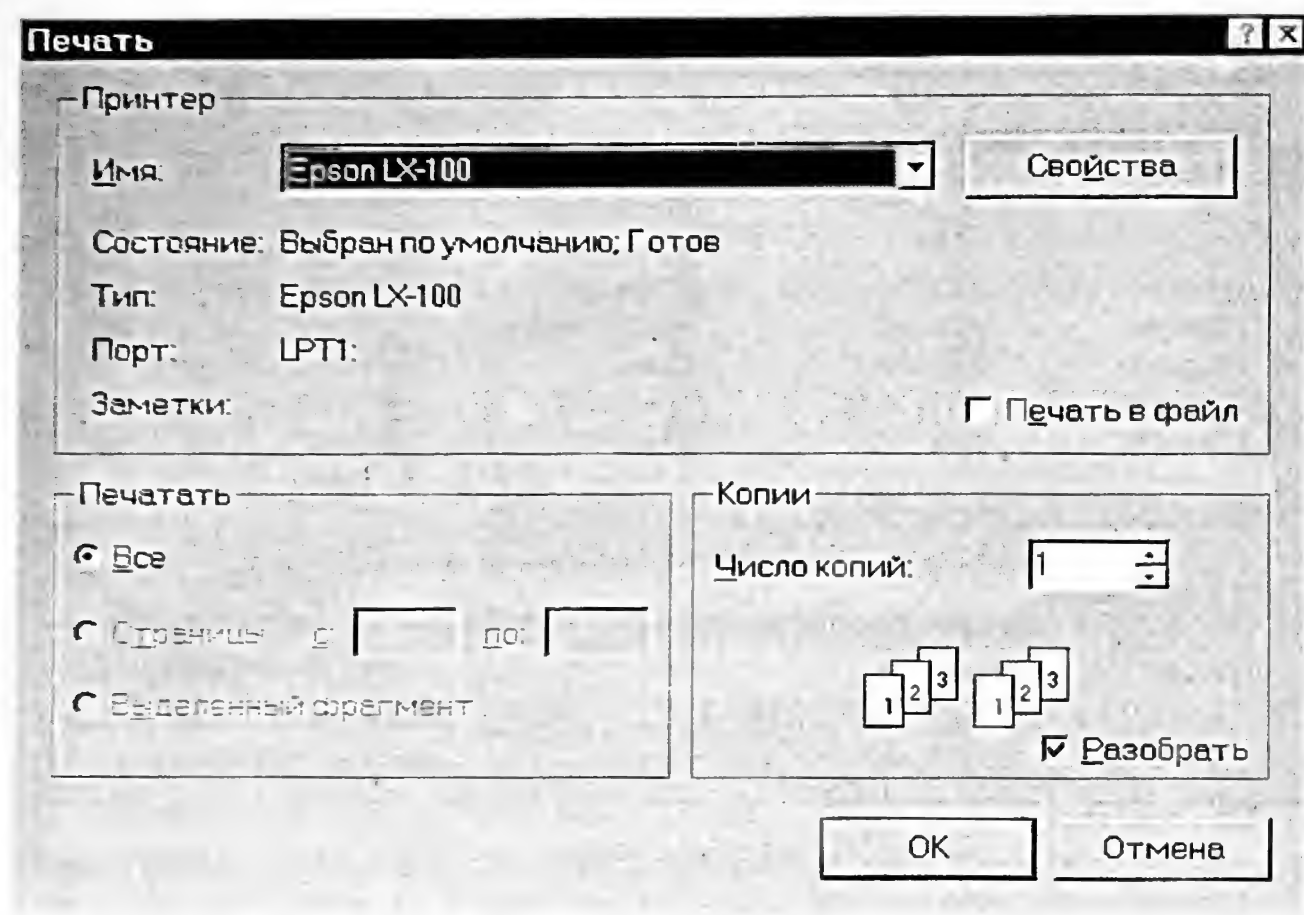 Печать
Принтер
Имя: Epson LX-100 Свойства
Состояние: Выбран по умолчанию; Готов
Тип: Epson LX-100
Порт: LPT1:
Заметки: Печать в файл
Печатать
Все
Страницы с: по:
Выделенный фрагмент
Копии
Число копий: 1
1 2 3 1 2 3
Разобрать
ОК Отмена